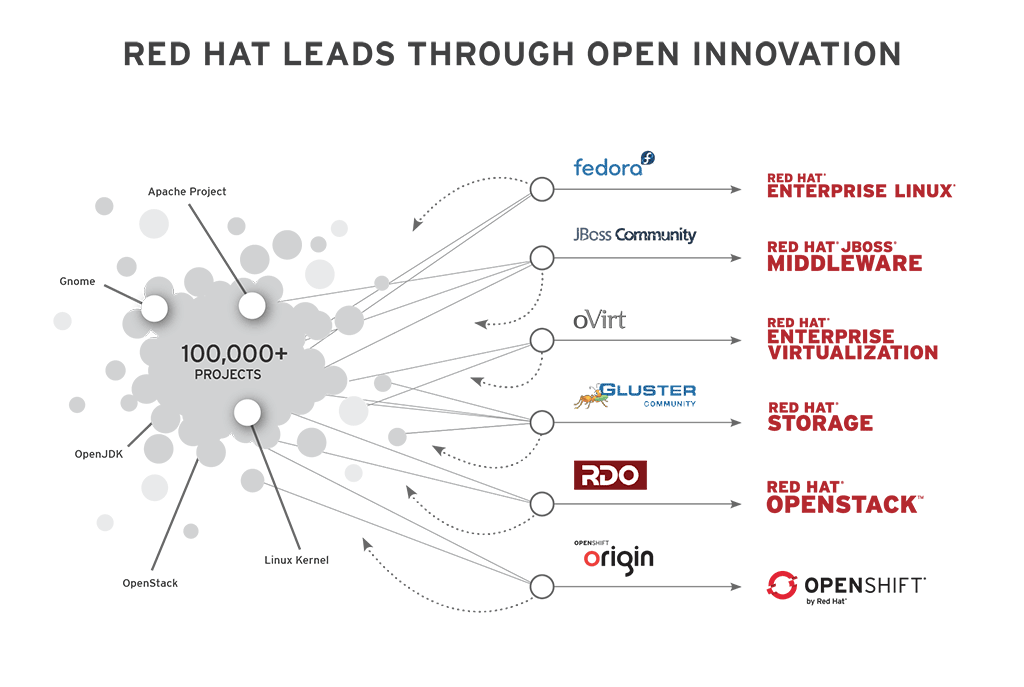 RED HAT LEADS THROUGH OPEN INNOVATION
Apache Project
Gnome
100,000+
PROJECTS
OpenJDK
OpenStack
Linux Kernel
fedora
RED HAT®
ENTERPRISE LINUX®
JBoss Community
RED HAT® JBOSS®
MIDDLEWARE
oVirt
RED HAT®
ENTERPRISE
VIRTUALIZATION
GLUSTER
COMMUNITY
RED HAT®
STORAGE
RDO
RED HAT®
OPENSTACK™
OPENSHIFT
origin
OPENSHIFT®
by Red Hat®